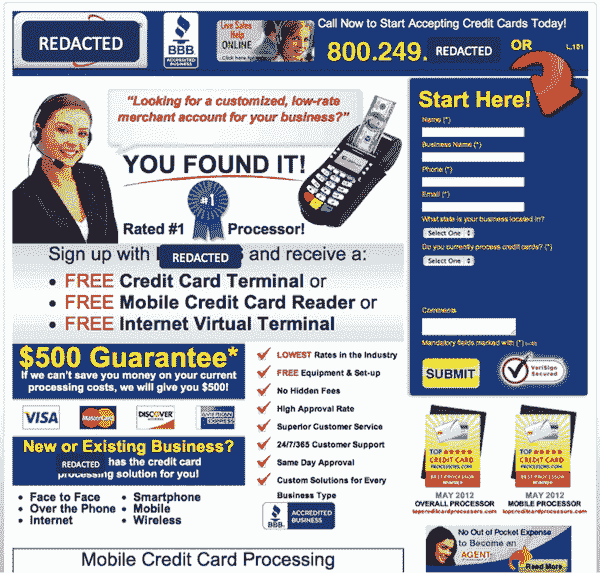 REDACTED
BBB
ACCREDITED BUSINESS
Live Sales Help
ONLINE
Click here
Call Now to Start Accepting Credit Cards Today!
800.249. REDACTED OR
L.101
"Looking for a customized, low-rate
merchant account for your business?"
YOU FOUND IT!
#1
Rated #1 Processor!
Sign up with REDACTED and receive a:
• FREE Credit Card Terminal or
• FREE Mobile Credit Card Reader or
• FREE Internet Virtual Terminal
Start Here!
Name (*)
Business Name (*)
Phone (*)
Email (*)
What state is your business located in?
Select One
Do you currently process credit cards? (*)
Select One
Comments
Mandatory fields marked with (*)
SUBMIT
VeriSign
Secured
$500 Guarantee*
If we can't save you money on your current
processing costs, we will give you $500!
VISA
MasterCard
DISCOVER
AMERICAN EXPRESS
New or Existing Business?
REDACTED has the credit card
processing solution for you!
• Face to Face
• Over the Phone
• Internet
• Smartphone
• Mobile
• Wireless
LOWEST Rates in the Industry
FREE Equipment & Set-up
No Hidden Fees
High Approval Rate
Superior Customer Service
24/7/365 Customer Support
Same Day Approval
Custom Solutions for Every
Business Type
BBB
ACCREDITED
BUSINESS
TOP
CREDIT CARD
PROCESSORS.COM
BEST PROCESSOR
MAY 2012
OVERALL PROCESSOR
topcreditcardprocessors.com
TOP
CREDIT CARD
PROCESSORS.COM
BEST PROCESSOR
MAY 2012
MOBILE PROCESSOR
topcreditcardprocessors.com
No Out of Pocket Expense
to Become an
AGENT
Read More
Mobile Credit Card Processing